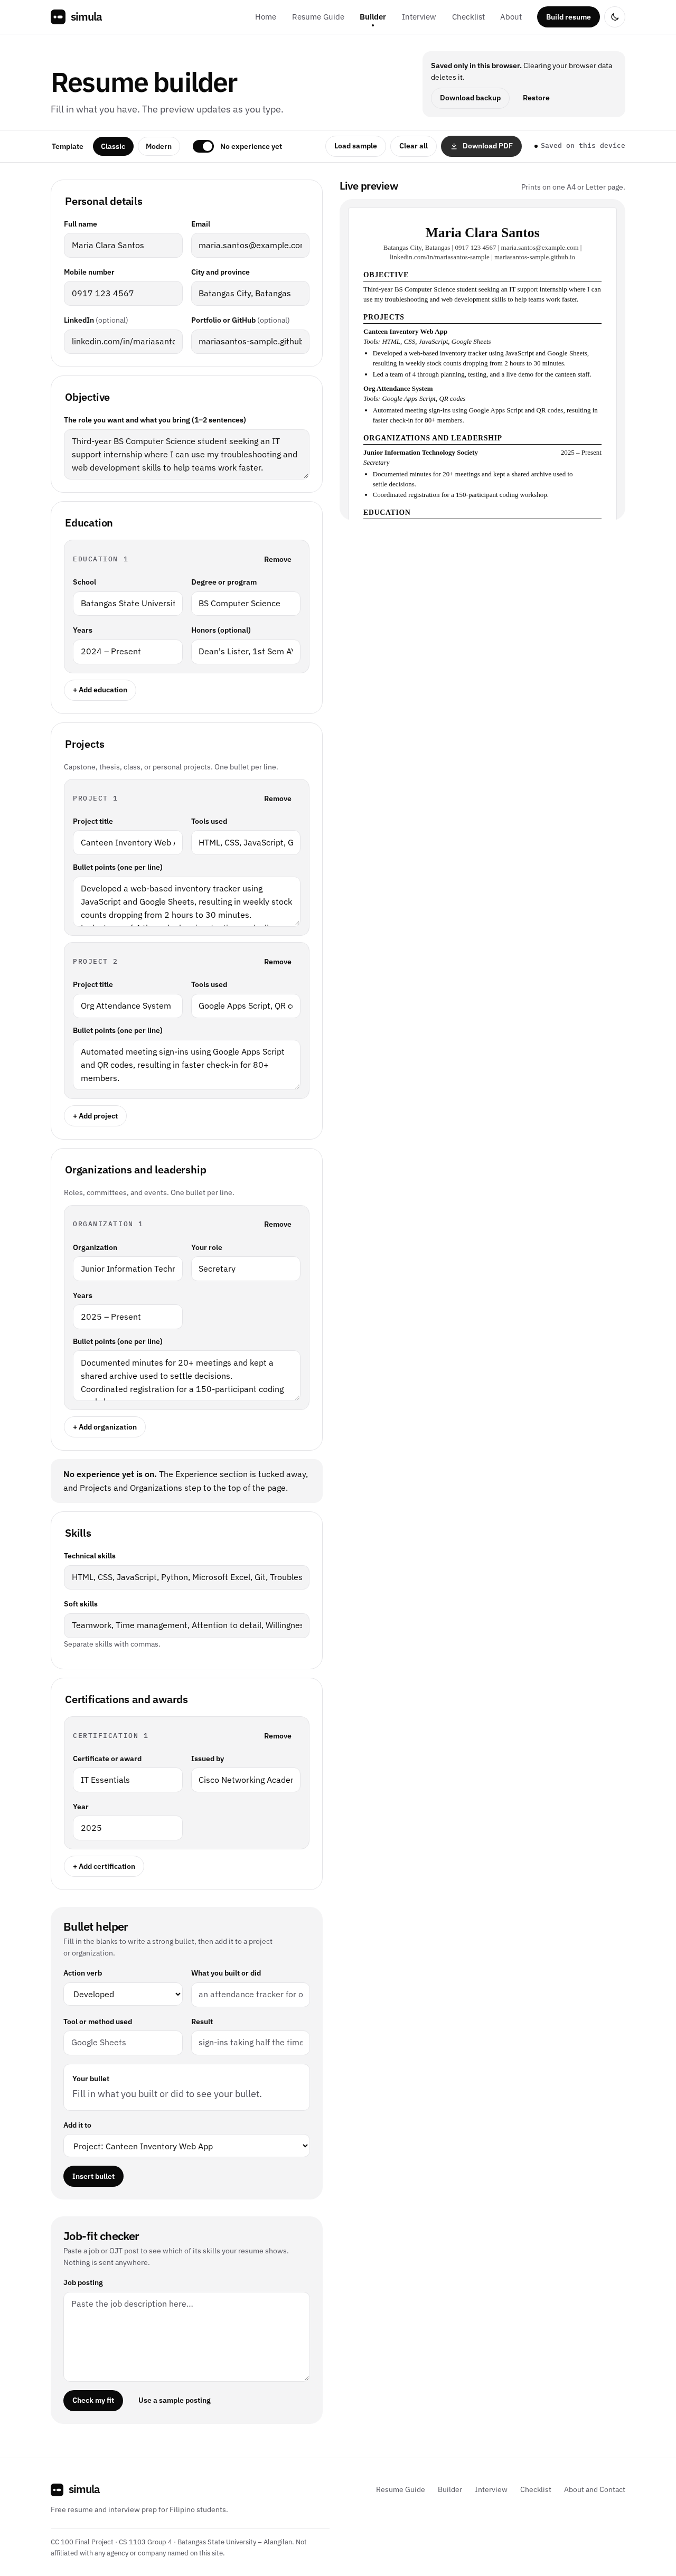 simula
Home Resume Guide Builder Interview Checklist About Build resume
Resume builder
Fill in what you have. The preview updates as you type.
Saved only in this browser. Clearing your browser data
deletes it.
Download backup Restore
Template Classic Modern No experience yet Load sample Clear all Download PDF Saved on this device
Personal details
Full name Email
Maria Clara Santos maria.santos@example.com
Mobile number City and province
0917 123 4567 Batangas City, Batangas
LinkedIn (optional) Portfolio or GitHub (optional)
linkedin.com/in/mariasantc mariasantos-sample.github
Objective
The role you want and what you bring (1–2 sentences)
Third-year BS Computer Science student seeking an IT
support internship where I can use my troubleshooting and
web development skills to help teams work faster.
Education
EDUCATION 1 Remove
School Degree or program
Batangas State Universit BS Computer Science
Years Honors (optional)
2024 – Present Dean's Lister, 1st Sem AY
+ Add education
Projects
Capstone, thesis, class, or personal projects. One bullet per line.
PROJECT 1 Remove
Project title Tools used
Canteen Inventory Web HTML, CSS, JavaScript, G
Bullet points (one per line)
Developed a web-based inventory tracker using
JavaScript and Google Sheets, resulting in weekly stock
counts dropping from 2 hours to 30 minutes.
PROJECT 2 Remove
Project title Tools used
Org Attendance System Google Apps Script, QR c
Bullet points (one per line)
Automated meeting sign-ins using Google Apps Script
and QR codes, resulting in faster check-in for 80+
members.
+ Add project
Organizations and leadership
Roles, committees, and events. One bullet per line.
ORGANIZATION 1 Remove
Organization Your role
Junior Information Techn Secretary
Years
2025 – Present
Bullet points (one per line)
Documented minutes for 20+ meetings and kept a
shared archive used to settle decisions.
Coordinated registration for a 150-participant coding
+ Add organization
No experience yet is on. The Experience section is tucked away,
and Projects and Organizations step to the top of the page.
Skills
Technical skills
HTML, CSS, JavaScript, Python, Microsoft Excel, Git, Troubles
Soft skills
Teamwork, Time management, Attention to detail, Willingnes
Separate skills with commas.
Certifications and awards
CERTIFICATION 1 Remove
Certificate or award Issued by
IT Essentials Cisco Networking Academ
Year
2025
+ Add certification
Bullet helper
Fill in the blanks to write a strong bullet, then add it to a project
or organization.
Action verb What you built or did
Developed an attendance tracker for o
Tool or method used Result
Google Sheets sign-ins taking half the time
Your bullet
Fill in what you built or did to see your bullet.
Add it to
Project: Canteen Inventory Web App
Insert bullet
Job-fit checker
Paste a job or OJT post to see which of its skills your resume shows.
Nothing is sent anywhere.
Job posting
Paste the job description here…
Check my fit Use a sample posting
Live preview Prints on one A4 or Letter page.
Maria Clara Santos
Batangas City, Batangas | 0917 123 4567 | maria.santos@example.com |
linkedin.com/in/mariasantos-sample | mariasantos-sample.github.io
OBJECTIVE
Third-year BS Computer Science student seeking an IT support internship where I can
use my troubleshooting and web development skills to help teams work faster.
PROJECTS
Canteen Inventory Web App
Tools: HTML, CSS, JavaScript, Google Sheets
• Developed a web-based inventory tracker using JavaScript and Google Sheets,
resulting in weekly stock counts dropping from 2 hours to 30 minutes.
• Led a team of 4 through planning, testing, and a live demo for the canteen staff.
Org Attendance System
Tools: Google Apps Script, QR codes
• Automated meeting sign-ins using Google Apps Script and QR codes, resulting in
faster check-in for 80+ members.
ORGANIZATIONS AND LEADERSHIP
Junior Information Technology Society 2025 – Present
Secretary
• Documented minutes for 20+ meetings and kept a shared archive used to
settle decisions.
• Coordinated registration for a 150-participant coding workshop.
EDUCATION
simula
Resume Guide Builder Interview Checklist About and Contact
Free resume and interview prep for Filipino students.
CC 100 Final Project · CS 1103 Group 4 · Batangas State University – Alangilan. Not
affiliated with any agency or company named on this site.